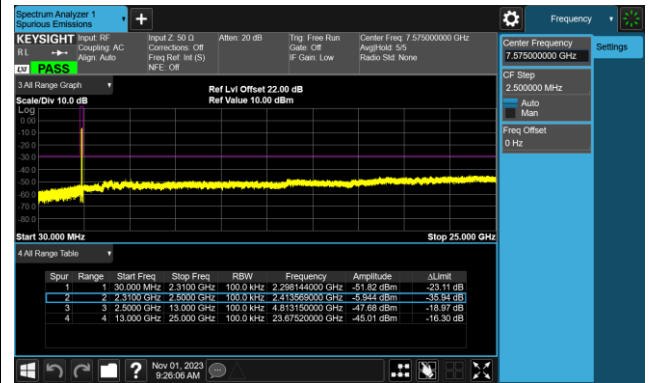 Spectrum Analyzer 1
Spurious Emissions
Frequency
KEYSIGHT
RL
Input: RF
Coupling: AC
Align: Auto
Input Z: 50 Ω
Corrections: Off
Freq Ref: Int (S)
NFE: Off
Atten: 20 dB
Trig: Free Run
Gate: Off
IF Gain: Low
Center Freq: 7.575000000 GHz
Avg|Hold: 5/5
Radio Std: None
LXI
PASS
Center Frequency
7.575000000 GHz
Settings
CF Step
2.500000 MHz
Auto
Man
Freq Offset
0 Hz
3 All Range Graph
Scale/Div 10.0 dB
Ref Lvl Offset 22.00 dB
Ref Value 10.00 dBm
Log
0.00
-10.0
-20.0
-30.0
-40.0
-50.0
-60.0
-70.0
-80.0
Start 30.000 MHz
Stop 25.000 GHz
4 All Range Table
Spur Range Start Freq Stop Freq RBW Frequency Amplitude ΔLimit
1 1 30.000 MHz 2.3100 GHz 100.0 kHz 2.298144000 GHz -51.82 dBm -23.11 dB
2 2 2.3100 GHz 2.5000 GHz 100.0 kHz 2.413569000 GHz -5.944 dBm -35.94 dB
3 3 2.5000 GHz 13.000 GHz 100.0 kHz 4.813150000 GHz -47.68 dBm -18.97 dB
4 4 13.000 GHz 25.000 GHz 100.0 kHz 23.67520000 GHz -45.01 dBm -16.30 dB
Nov 01, 2023
9:26:06 AM